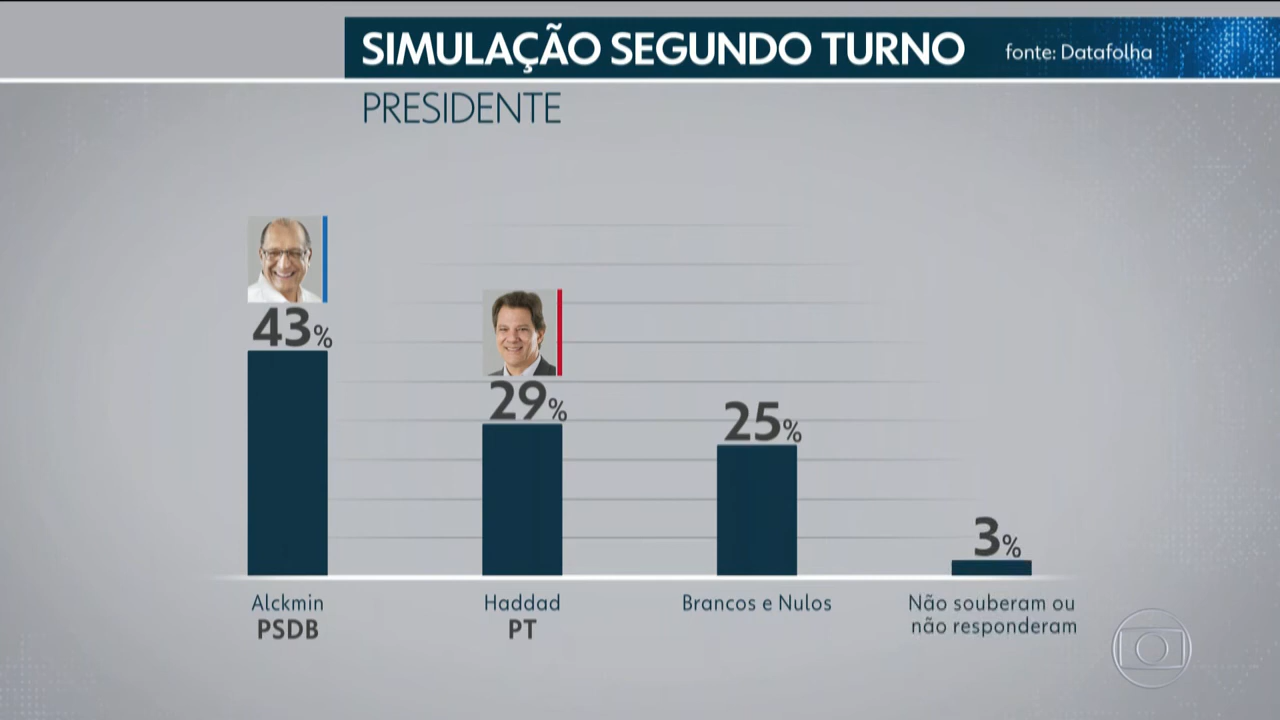 SIMULAÇÃO SEGUNDO TURNO fonte: Datafolha
PRESIDENTE
43%
29%
25%
3%
Alckmin
PSDB
Haddad
PT
Brancos e Nulos
Não souberam ou
não responderam